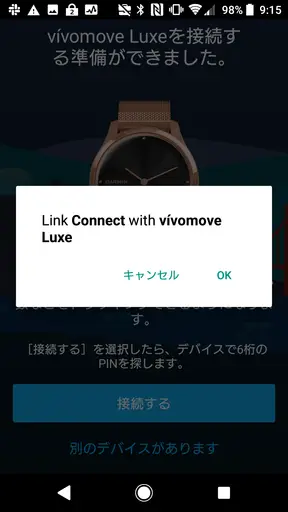 98% 9:15
vívomove Luxeを接続す
る準備ができました。
GARMIN
Link Connect with vívomove
Luxe
キャンセル OK
す。
［接続する］を選択したら、デバイスで6桁の
PINを探します。
接続する
別のデバイスがあります